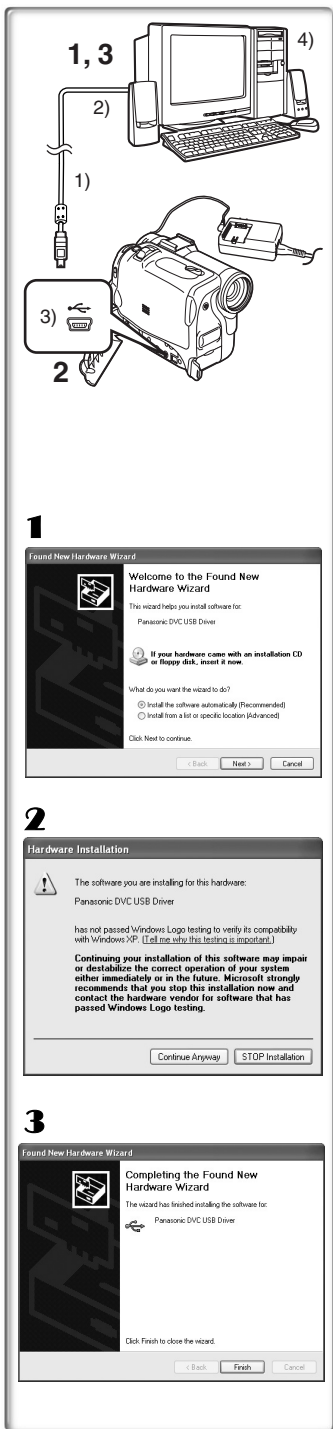 1, 3
4)
2)
1)
3)
2
1
Found New Hardware Wizard
Welcome to the Found New
Hardware Wizard
This wizard helps you install software for:
Panasonic DVC USB Driver
If your hardware came with an installation CD
or floppy disk, insert it now.
What do you want the wizard to do?
Install the software automatically (Recommended)
Install from a list or specific location (Advanced)
Click Next to continue.
< Back Next > Cancel
2
Hardware Installation
The software you are installing for this hardware:
Panasonic DVC USB Driver
has not passed Windows Logo testing to verify its compatibility
with Windows XP. (Tell me why this testing is important.)
Continuing your installation of this software may impair
or destabilize the correct operation of your system
either immediately or in the future. Microsoft strongly
recommends that you stop this installation now and
contact the hardware vendor for software that has
passed Windows Logo testing.
Continue Anyway STOP Installation
3
Found New Hardware Wizard
Completing the Found New
Hardware Wizard
The wizard has finished installing the software for:
Panasonic DVC USB Driver
Click Finish to close the wizard.
< Back Finish Cancel